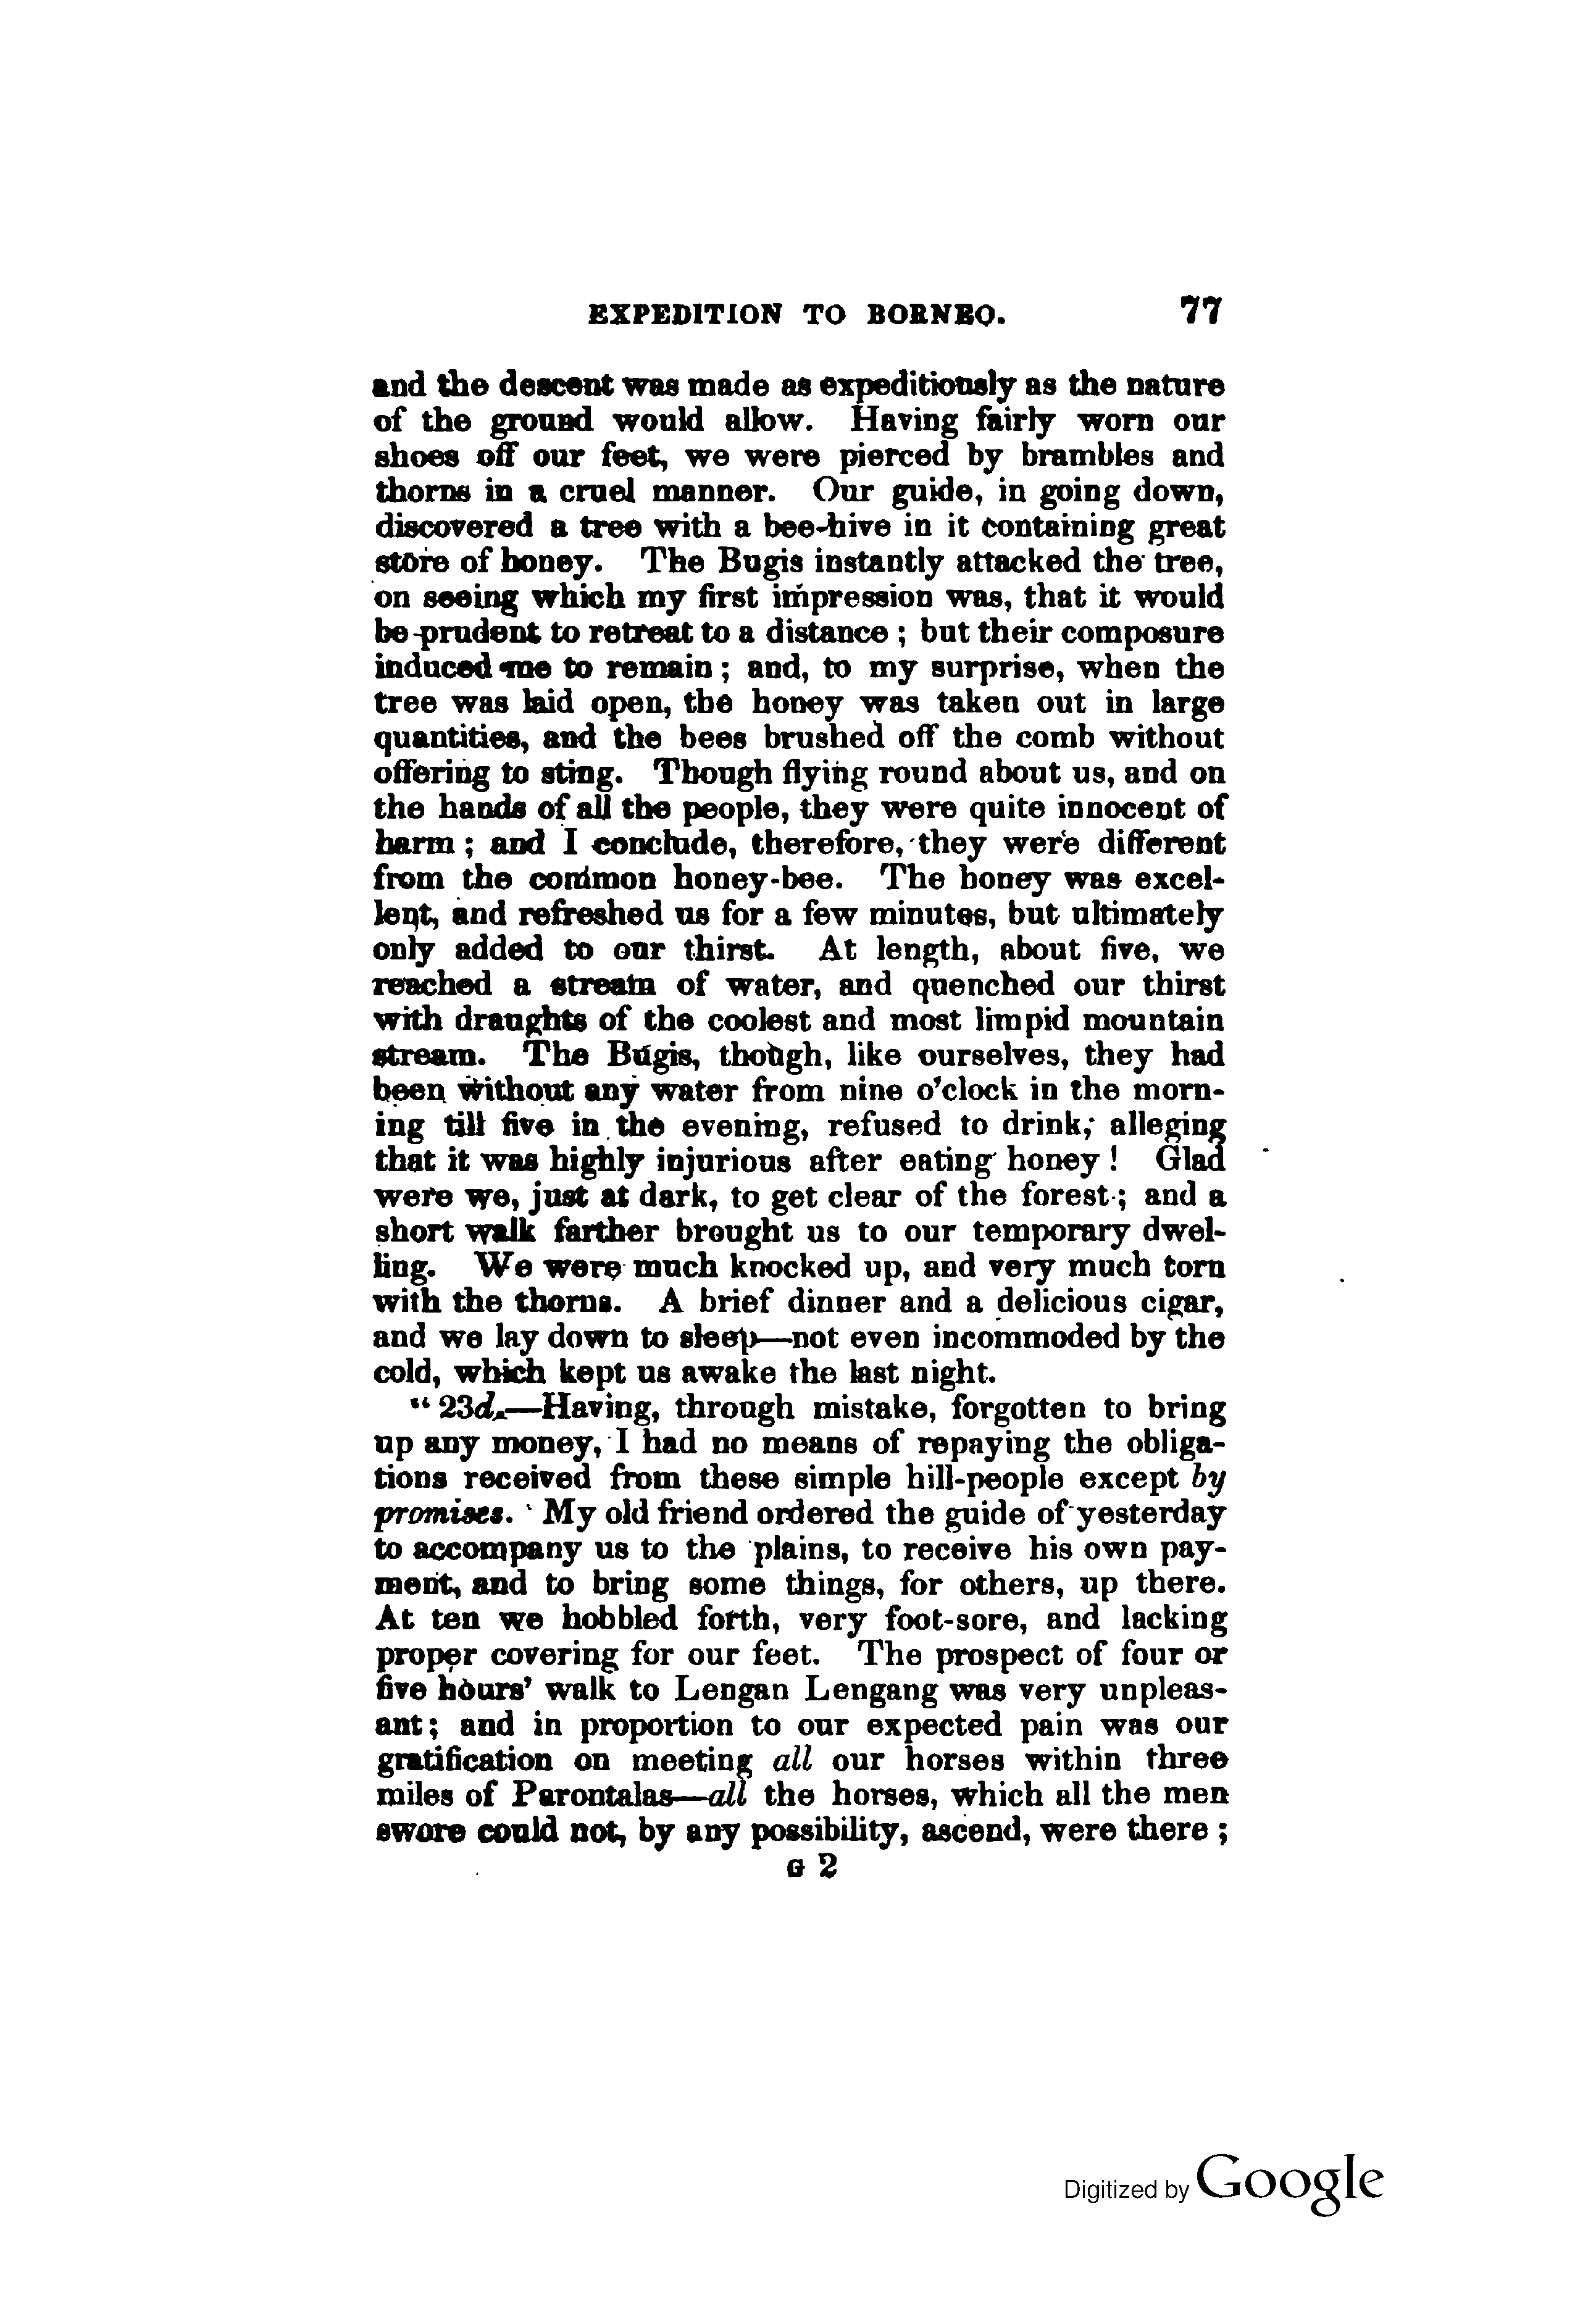 EXPEDITION TO BORNEO. 77
and the descent was made as expeditiously as the nature
of the ground would allow. Having fairly worn our
shoes off our feet, we were pierced by brambles and
thorns in a cruel manner. Our guide, in going down,
discovered a tree with a bee-hive in it containing great
store of honey. The Bugis instantly attacked the tree,
on seeing which my first impression was, that it would
be prudent to retreat to a distance; but their composure
induced me to remain; and, to my surprise, when the
tree was laid open, the honey was taken out in large
quantities, and the bees brushed off the comb without
offering to sting. Though flying round about us, and on
the hands of all the people, they were quite innocent of
harm; and I conclude, therefore, they were different
from the common honey-bee. The honey was excel-
lent, and refreshed us for a few minutes, but ultimately
only added to our thirst. At length, about five, we
reached a stream of water, and quenched our thirst
with draughts of the coolest and most limpid mountain
stream. The Bugis, though, like ourselves, they had
been without any water from nine o'clock in the morn-
ing till five in the evening, refused to drink, alleging
that it was highly injurious after eating honey! Glad
were we, just at dark, to get clear of the forest; and a
short walk farther brought us to our temporary dwel-
ling. We were much knocked up, and very much torn
with the thorns. A brief dinner and a delicious cigar,
and we lay down to sleep—not even incommoded by the
cold, which kept us awake the last night.
"23d.—Having, through mistake, forgotten to bring
up any money, I had no means of repaying the obliga-
tions received from these simple hill-people except by
promises. My old friend ordered the guide of yesterday
to accompany us to the plains, to receive his own pay-
ment, and to bring some things, for others, up there.
At ten we hobbled forth, very foot-sore, and lacking
proper covering for our feet. The prospect of four or
five hours' walk to Lengan Lengang was very unpleas-
ant; and in proportion to our expected pain was our
gratification on meeting all our horses within three
miles of Parontalas—all the horses, which all the men
swore could not, by any possibility, ascend, were there;
G 2
Digitized by Google